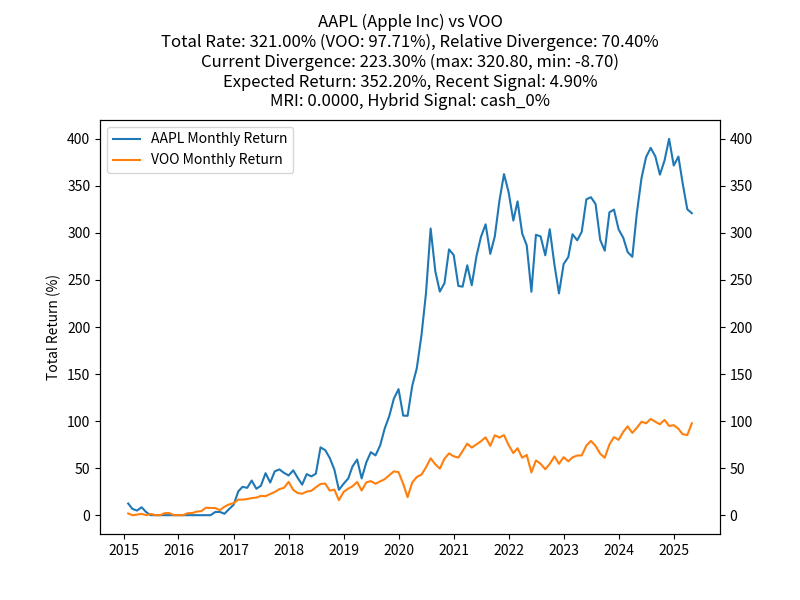 AAPL (Apple Inc) vs VOO
Total Rate: 321.00% (VOO: 97.71%), Relative Divergence: 70.40%
Current Divergence: 223.30% (max: 320.80, min: -8.70)
Expected Return: 352.20%, Recent Signal: 4.90%
MRI: 0.0000, Hybrid Signal: cash_0%
AAPL Monthly Return
VOO Monthly Return
Total Return (%)
400
350
300
250
200
150
100
50
0
400
350
300
250
200
150
100
50
0
2015 2016 2017 2018 2019 2020 2021 2022 2023 2024 2025